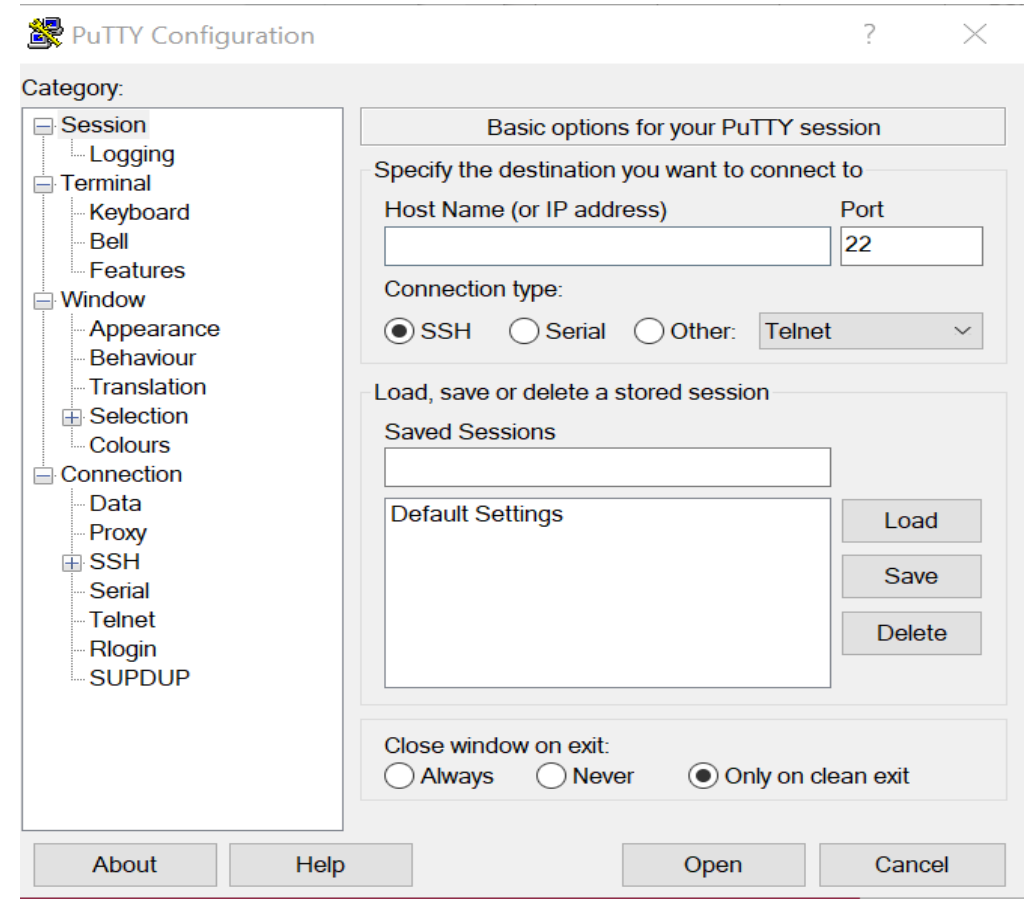 PuTTY Configuration
?
Category:
Session
Logging
Terminal
Keyboard
Bell
Features
Window
Appearance
Behaviour
Translation
Selection
Colours
Connection
Data
Proxy
SSH
Serial
Telnet
Rlogin
SUPDUP
Basic options for your PuTTY session
Specify the destination you want to connect to
Host Name (or IP address) Port
22
Connection type:
SSH Serial Other: Telnet
Load, save or delete a stored session
Saved Sessions
Default Settings
Load
Save
Delete
Close window on exit:
Always Never Only on clean exit
About Help Open Cancel